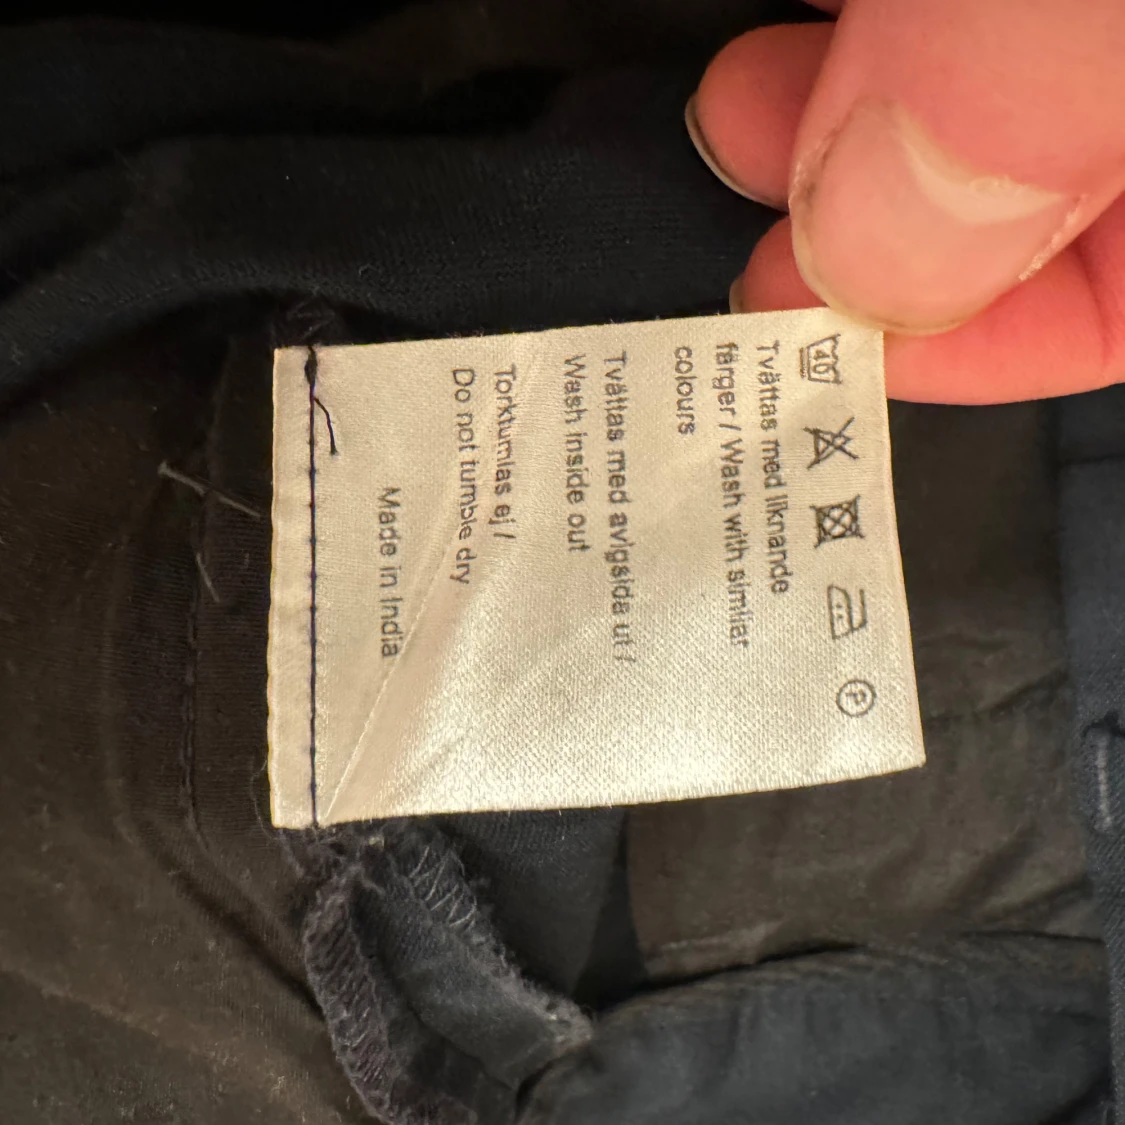 40
P
Tvättas med liknande
färger / Wash with similar
colours
Tvättas med avigsida ut /
Wash inside out
Torktumlas ej /
Do not tumble dry
Made in India